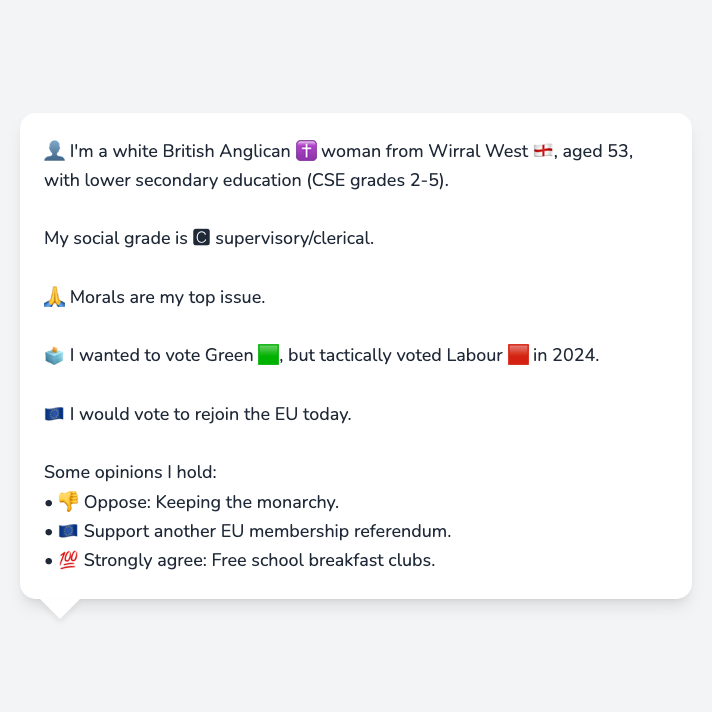 👤 I'm a white British Anglican ✝️ woman from Wirral West 🏴󠁧󠁢󠁥󠁮󠁧󠁿, aged 53,
with lower secondary education (CSE grades 2-5).
My social grade is 🅲 supervisory/clerical.
🙏 Morals are my top issue.
🗳️ I wanted to vote Green 🟩, but tactically voted Labour 🟥 in 2024.
🇪🇺 I would vote to rejoin the EU today.
Some opinions I hold:
• 👎 Oppose: Keeping the monarchy.
• 🇪🇺 Support another EU membership referendum.
• 💯 Strongly agree: Free school breakfast clubs.